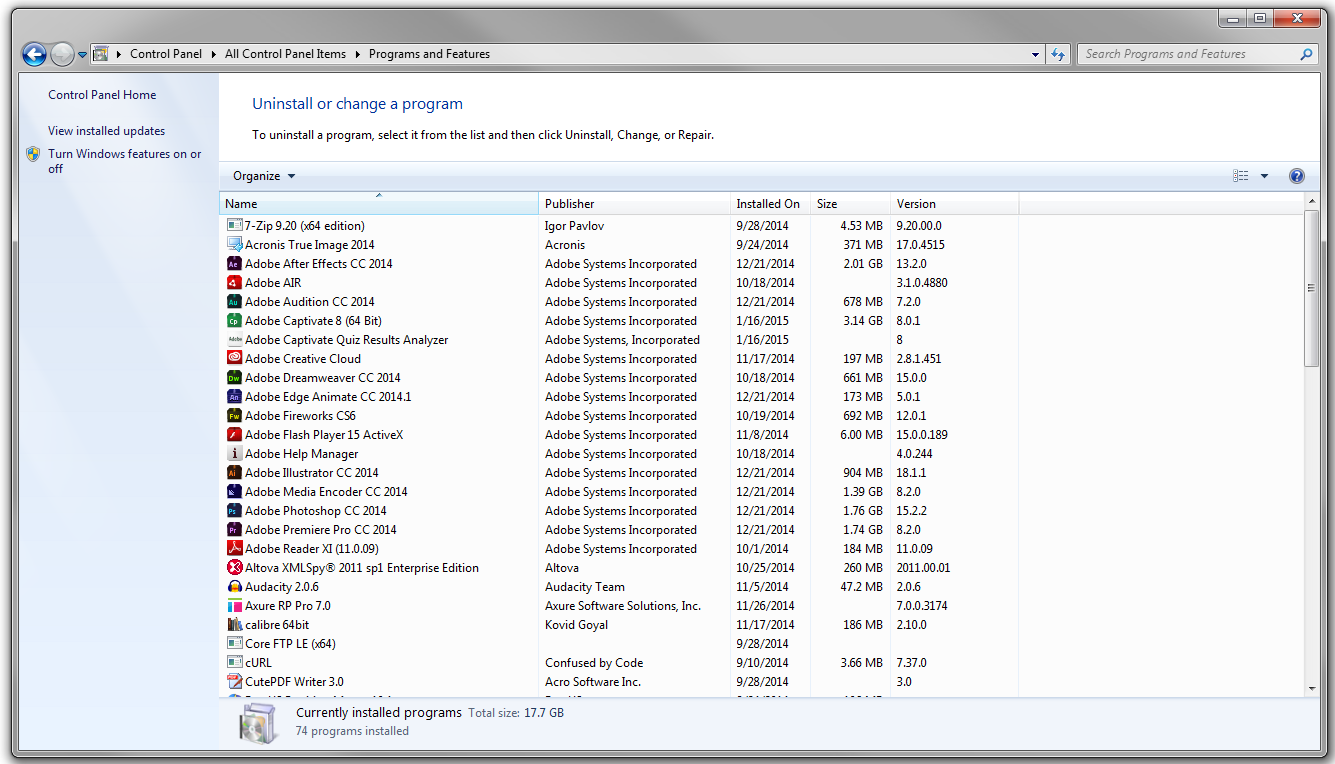 Control Panel ▸ All Control Panel Items ▸ Programs and Features
Search Programs and Features
Control Panel Home
View installed updates
Turn Windows features on or
off
Uninstall or change a program
To uninstall a program, select it from the list and then click Uninstall, Change, or Repair.
Organize
Name Publisher Installed On Size Version
7-Zip 9.20 (x64 edition) Igor Pavlov 9/28/2014 4.53 MB 9.20.00.0
Acronis True Image 2014 Acronis 9/24/2014 371 MB 17.0.4515
Adobe After Effects CC 2014 Adobe Systems Incorporated 12/21/2014 2.01 GB 13.2.0
Adobe AIR Adobe Systems Incorporated 10/18/2014 3.1.0.4880
Adobe Audition CC 2014 Adobe Systems Incorporated 12/21/2014 678 MB 7.2.0
Adobe Captivate 8 (64 Bit) Adobe Systems Incorporated 1/16/2015 3.14 GB 8.0.1
Adobe Captivate Quiz Results Analyzer Adobe Systems, Incorporated 1/16/2015 8
Adobe Creative Cloud Adobe Systems Incorporated 11/17/2014 197 MB 2.8.1.451
Adobe Dreamweaver CC 2014 Adobe Systems Incorporated 10/18/2014 661 MB 15.0.0
Adobe Edge Animate CC 2014.1 Adobe Systems Incorporated 12/21/2014 173 MB 5.0.1
Adobe Fireworks CS6 Adobe Systems Incorporated 10/19/2014 692 MB 12.0.1
Adobe Flash Player 15 ActiveX Adobe Systems Incorporated 11/8/2014 6.00 MB 15.0.0.189
Adobe Help Manager Adobe Systems Incorporated 10/18/2014 4.0.244
Adobe Illustrator CC 2014 Adobe Systems Incorporated 12/21/2014 904 MB 18.1.1
Adobe Media Encoder CC 2014 Adobe Systems Incorporated 12/21/2014 1.39 GB 8.2.0
Adobe Photoshop CC 2014 Adobe Systems Incorporated 12/21/2014 1.76 GB 15.2.2
Adobe Premiere Pro CC 2014 Adobe Systems Incorporated 12/21/2014 1.74 GB 8.2.0
Adobe Reader XI (11.0.09) Adobe Systems Incorporated 10/1/2014 184 MB 11.0.09
Altova XMLSpy® 2011 sp1 Enterprise Edition Altova 10/25/2014 260 MB 2011.00.01
Audacity 2.0.6 Audacity Team 11/5/2014 47.2 MB 2.0.6
Axure RP Pro 7.0 Axure Software Solutions, Inc. 11/26/2014 7.0.0.3174
calibre 64bit Kovid Goyal 11/17/2014 186 MB 2.10.0
Core FTP LE (x64) 9/28/2014
cURL Confused by Code 9/10/2014 3.66 MB 7.37.0
CutePDF Writer 3.0 Acro Software Inc. 9/28/2014 3.0
Currently installed programs Total size: 17.7 GB
74 programs installed